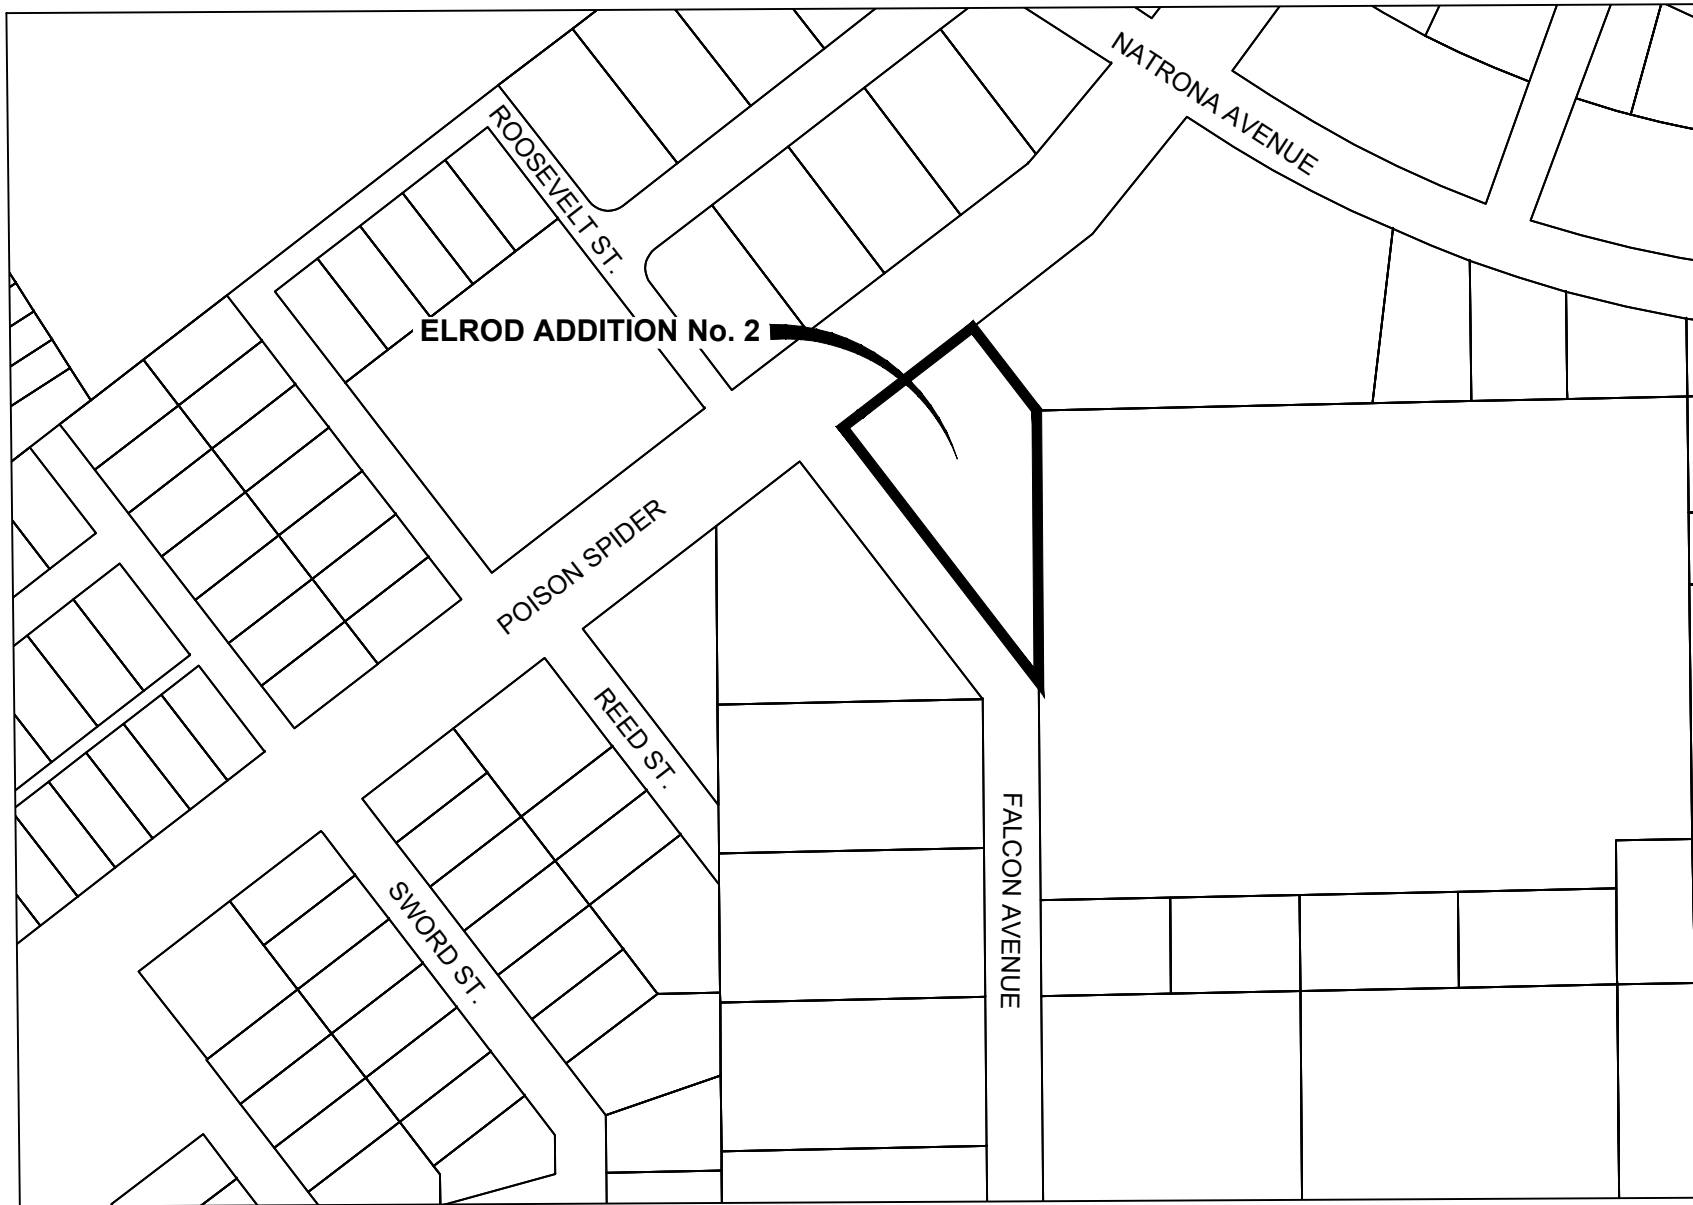 NATRONA AVENUE
ROOSEVELT ST.
ELROD ADDITION No. 2
POISON SPIDER
REED ST.
FALCON AVENUE
SWORD ST.